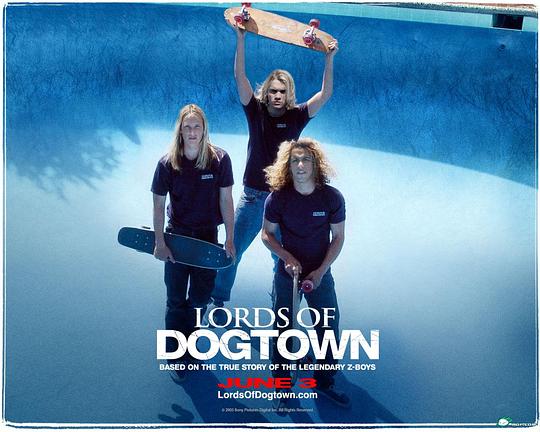 LORDS OF
DOGTOWN
BASED ON THE TRUE STORY OF THE LEGENDARY Z-BOYS
JUNE 3
LordsOfDogtown.com
© 2005 Sony Pictures Digital Inc. All Rights Reserved.